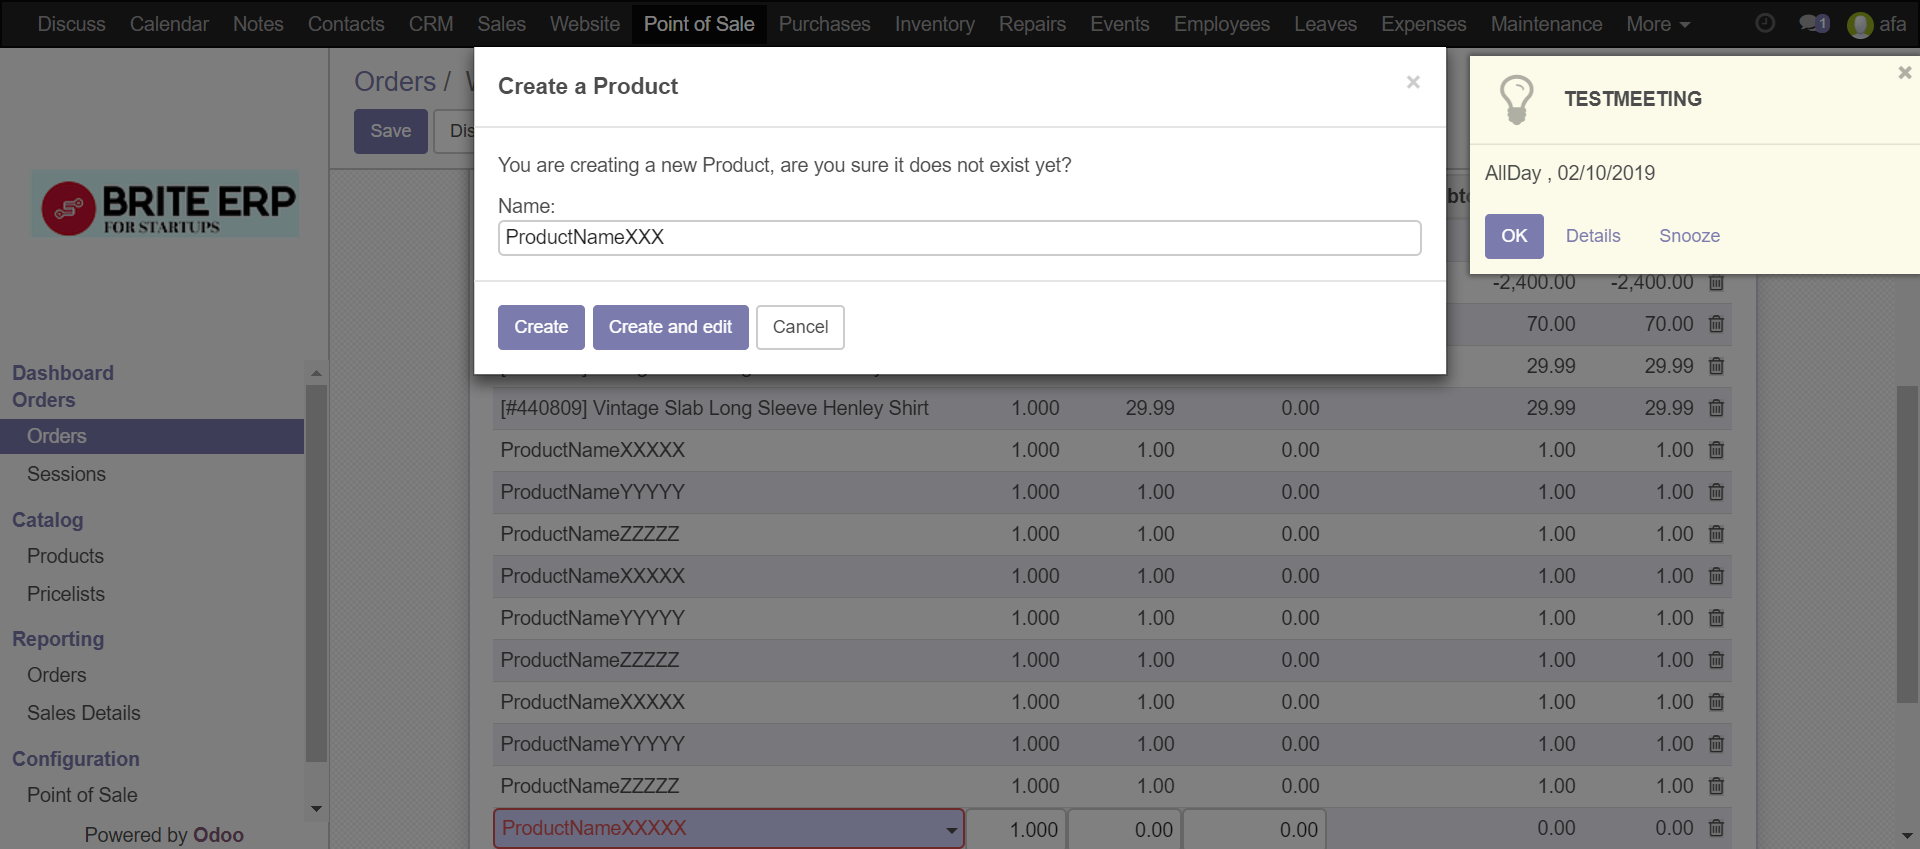 Discuss Calendar Notes Contacts CRM Sales Website Point of Sale Purchases Inventory Repairs Events Employees Leaves Expenses Maintenance More 1 afa
Orders /
Save Dis
BRITE ERP
FOR STARTUPS
Dashboard
Orders
Orders
Sessions
Catalog
Products
Pricelists
Reporting
Orders
Sales Details
Configuration
Point of Sale
Powered by Odoo
Create a Product ×
You are creating a new Product, are you sure it does not exist yet?
Name:
ProductNameXXX
Create Create and edit Cancel
TESTMEETING
AllDay , 02/10/2019
OK Details Snooze
-2,400.00 -2,400.00
70.00 70.00
29.99 29.99
[#440809] Vintage Slab Long Sleeve Henley Shirt 1.000 29.99 0.00 29.99 29.99
ProductNameXXXXX 1.000 1.00 0.00 1.00 1.00
ProductNameYYYYY 1.000 1.00 0.00 1.00 1.00
ProductNameZZZZZ 1.000 1.00 0.00 1.00 1.00
ProductNameXXXXX 1.000 1.00 0.00 1.00 1.00
ProductNameYYYYY 1.000 1.00 0.00 1.00 1.00
ProductNameZZZZZ 1.000 1.00 0.00 1.00 1.00
ProductNameXXXXX 1.000 1.00 0.00 1.00 1.00
ProductNameYYYYY 1.000 1.00 0.00 1.00 1.00
ProductNameZZZZZ 1.000 1.00 0.00 1.00 1.00
ProductNameXXXXX 1.000 0.00 0.00 0.00 0.00